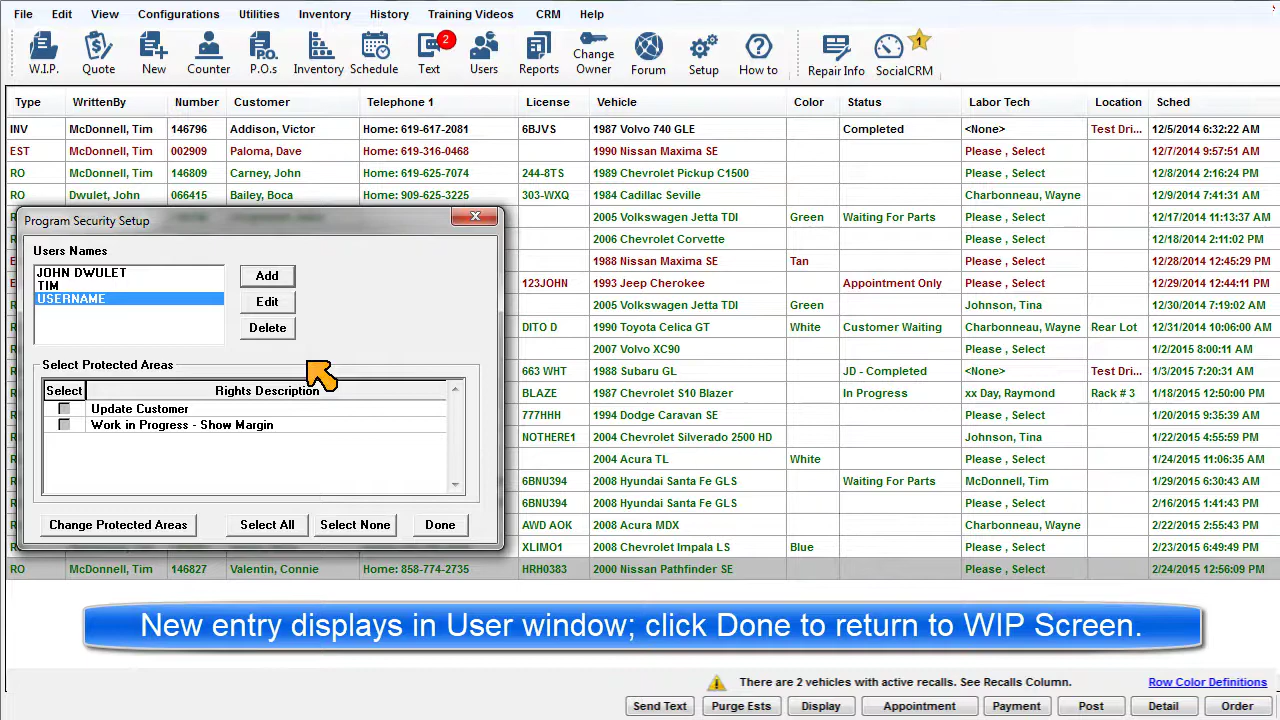 File Edit View Configurations Utilities Inventory History Training Videos CRM Help
W.I.P. Quote New Counter P.O.s Inventory Schedule 2 Text Users Reports Change Owner Forum Setup How to Repair Info 1 SocialCRM
Type WrittenBy Number Customer Telephone 1 License Vehicle Color Status Labor Tech Location Sched
INV McDonnell, Tim 146796 Addison, Victor Home: 619-617-2081 6BJVS 1987 Volvo 740 GLE Completed <None> Test Dri... 12/5/2014 6:32:22 AM
EST McDonnell, Tim 002909 Paloma, Dave Home: 619-316-0468 1990 Nissan Maxima SE Please , Select 12/7/2014 9:57:51 AM
RO McDonnell, Tim 146809 Carney, John Home: 619-625-7074 244-8TS 1989 Chevrolet Pickup C1500 Please , Select 12/8/2014 2:16:24 PM
RO Dwulet, John 066415 Bailey, Boca Home: 909-625-3225 303-WXQ 1984 Cadillac Seville Charbonneau, Wayne 12/9/2014 7:41:31 AM
2005 Volkswagen Jetta TDI Green Waiting For Parts Please , Select 12/17/2014 11:13:37 AM
2006 Chevrolet Corvette Please , Select 12/18/2014 2:11:02 PM
1988 Nissan Maxima SE Tan Please , Select 12/28/2014 12:45:29 PM
123JOHN 1993 Jeep Cherokee Appointment Only Please , Select 12/29/2014 12:44:11 PM
2005 Volkswagen Jetta TDI Green Johnson, Tina 12/30/2014 7:19:02 AM
DITO D 1990 Toyota Celica GT White Customer Waiting Charbonneau, Wayne Rear Lot 12/31/2014 10:06:00 AM
2007 Volvo XC90 Please , Select 1/2/2015 8:00:11 AM
663 WHT 1988 Subaru GL JD - Completed <None> Test Dri... 1/3/2015 7:20:31 AM
BLAZE 1987 Chevrolet S10 Blazer In Progress xx Day, Raymond Rack # 3 1/18/2015 12:50:00 PM
777HHH 1994 Dodge Caravan SE Please , Select 1/20/2015 9:35:39 AM
NOTHERE1 2004 Chevrolet Silverado 2500 HD Johnson, Tina 1/22/2015 4:55:59 PM
2004 Acura TL White Please , Select 1/24/2015 11:06:35 AM
6BNU394 2008 Hyundai Santa Fe GLS Waiting For Parts McDonnell, Tim 1/29/2015 6:30:43 AM
6BNU394 2008 Hyundai Santa Fe GLS Please , Select 2/16/2015 1:41:43 PM
AWD AOK 2008 Acura MDX Charbonneau, Wayne 2/22/2015 2:55:43 PM
XLIMO1 2008 Chevrolet Impala LS Blue Please , Select 2/23/2015 6:49:49 PM
RO McDonnell, Tim 146827 Valentin, Connie Home: 858-774-2735 HRH0383 2000 Nissan Pathfinder SE Please , Select 2/24/2015 12:56:09 PM
Program Security Setup
Users Names
JOHN DWULET
TIM
USERNAME
Add
Edit
Delete
Select Protected Areas
Select Rights Description
Update Customer
Work in Progress - Show Margin
Change Protected Areas Select All Select None Done
New entry displays in User window; click Done to return to WIP Screen.
There are 2 vehicles with active recalls. See Recalls Column. Row Color Definitions
Send Text Purge Ests Display Appointment Payment Post Detail Order